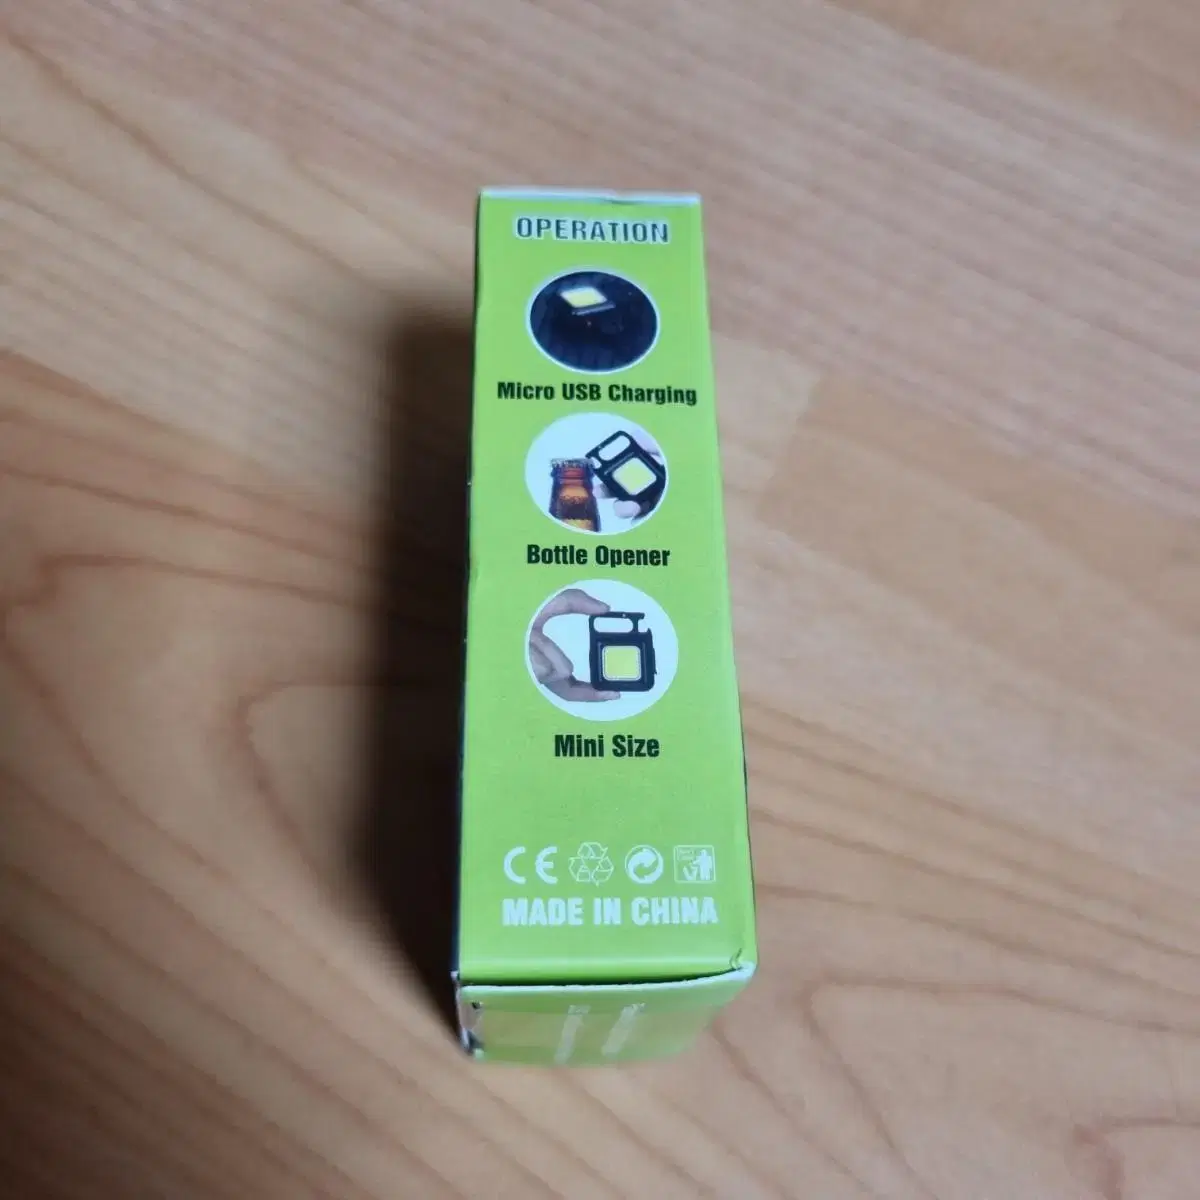 OPERATION
Micro USB Charging
Bottle Opener
Mini Size
CE
MADE IN CHINA